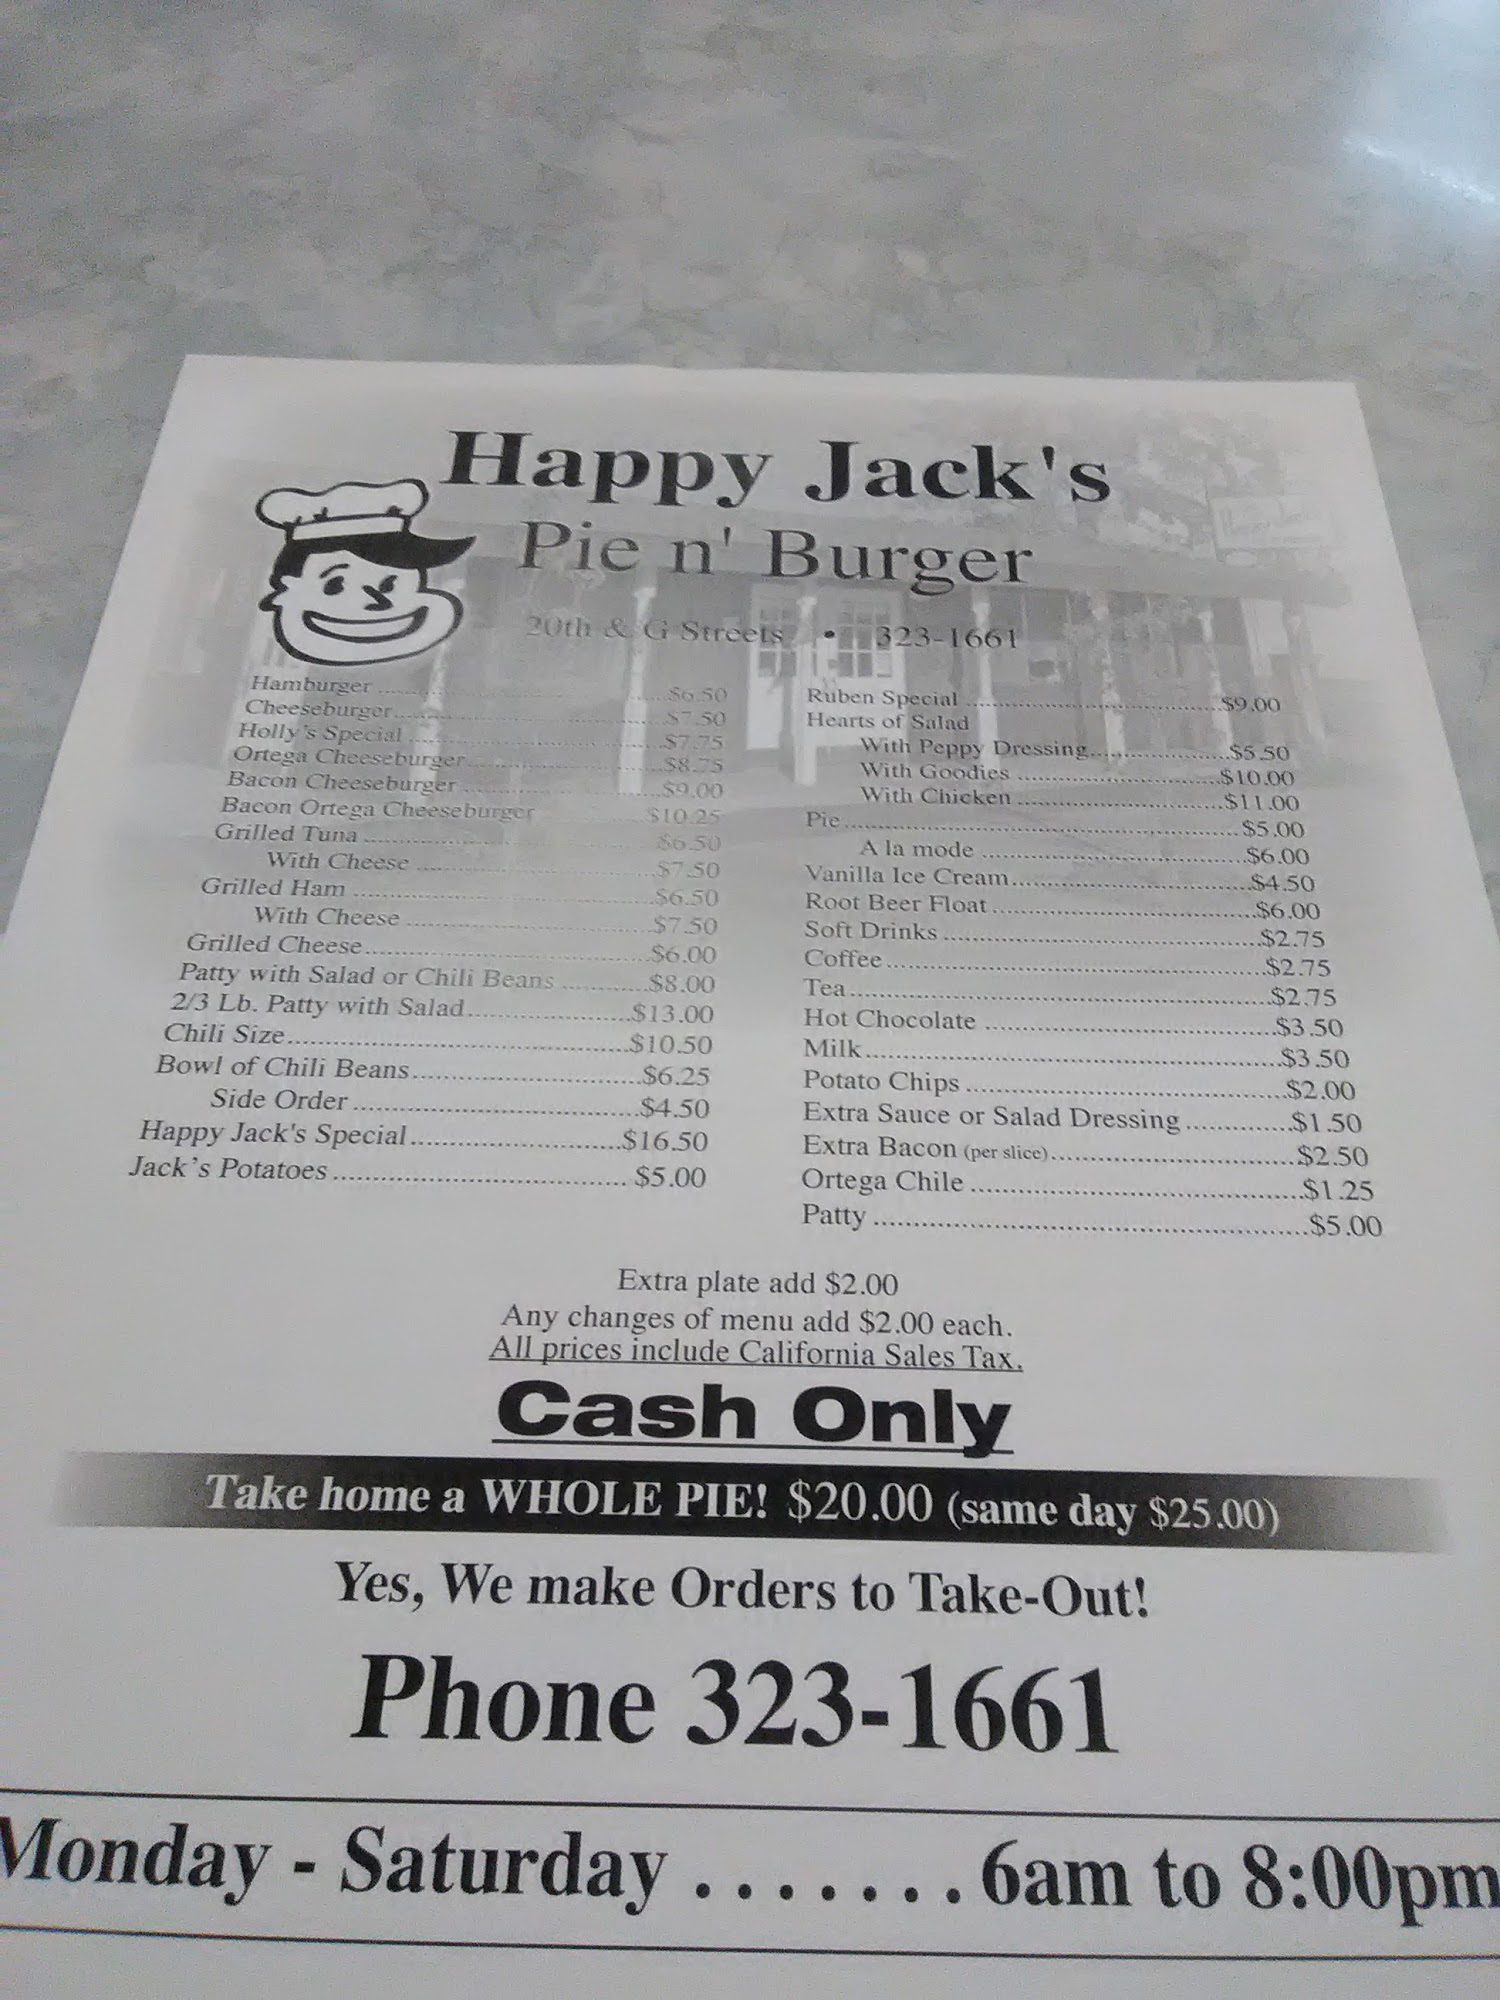 Happy Jack's
Pie n' Burger
20th & G Streets • 323-1661
Hamburger ........ $6.50
Cheeseburger ........ $7.50
Holly's Special ........ $7.75
Ortega Cheeseburger ........ $8.75
Bacon Cheeseburger ........ $9.00
Bacon Ortega Cheeseburger $10.25
Grilled Tuna ........ $6.50
With Cheese ........ $7.50
Grilled Ham ........ $6.50
With Cheese ........ $7.50
Grilled Cheese ........ $6.00
Patty with Salad or Chili Beans ........ $8.00
2/3 Lb. Patty with Salad ........ $13.00
Chili Size ........ $10.50
Bowl of Chili Beans ........ $6.25
Side Order ........ $4.50
Happy Jack's Special ........ $16.50
Jack's Potatoes ........ $5.00
Ruben Special ........ $9.00
Hearts of Salad
With Peppy Dressing ........ $5.50
With Goodies ........ $10.00
With Chicken ........ $11.00
Pie ........ $5.00
A la mode ........ $6.00
Vanilla Ice Cream ........ $4.50
Root Beer Float ........ $6.00
Soft Drinks ........ $2.75
Coffee ........ $2.75
Tea ........ $2.75
Hot Chocolate ........ $3.50
Milk ........ $3.50
Potato Chips ........ $2.00
Extra Sauce or Salad Dressing ........ $1.50
Extra Bacon (per slice) ........ $2.50
Ortega Chile ........ $1.25
Patty ........ $5.00
Extra plate add $2.00
Any changes of menu add $2.00 each.
All prices include California Sales Tax.
Cash Only
Take home a WHOLE PIE! $20.00 (same day $25.00)
Yes, We make Orders to Take-Out!
Phone 323-1661
Monday - Saturday . . . . . . . 6am to 8:00pm